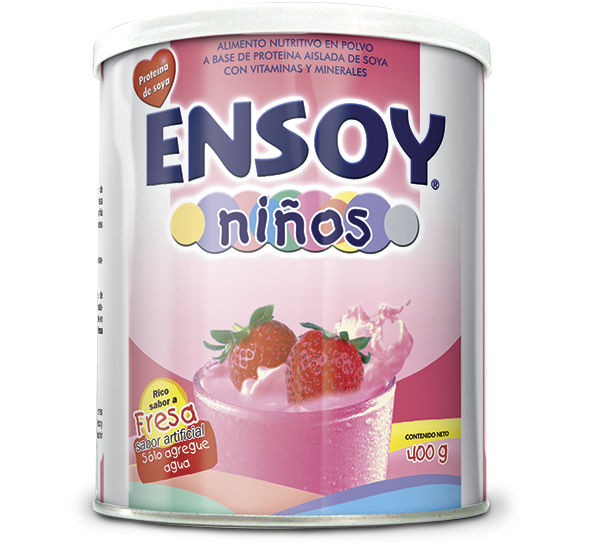 ALIMENTO NUTRITIVO EN POLVO
A BASE DE PROTEÍNA AISLADA DE SOYA
CON VITAMINAS Y MINERALES
Proteína
de soya
ENSOY®
niños
Rico
sabor a
Fresa
sabor artificial
Sólo agregue
agua
CONTENIDO NETO
400 g